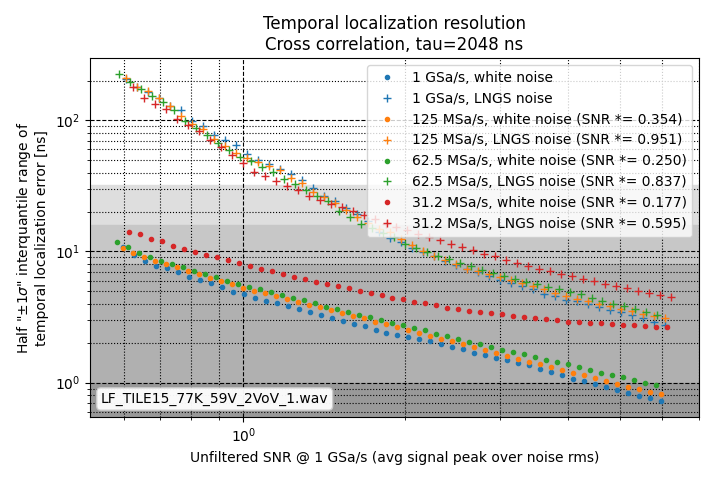 Temporal localization resolution
Cross correlation, tau=2048 ns
1 GSa/s, white noise
1 GSa/s, LNGS noise
125 MSa/s, white noise (SNR *= 0.354)
125 MSa/s, LNGS noise (SNR *= 0.951)
62.5 MSa/s, white noise (SNR *= 0.250)
62.5 MSa/s, LNGS noise (SNR *= 0.837)
31.2 MSa/s, white noise (SNR *= 0.177)
31.2 MSa/s, LNGS noise (SNR *= 0.595)
Half "±1σ" interquantile range of
temporal localization error [ns]
10²
10¹
10⁰
LF_TILE15_77K_59V_2VoV_1.wav
10⁰
Unfiltered SNR @ 1 GSa/s (avg signal peak over noise rms)